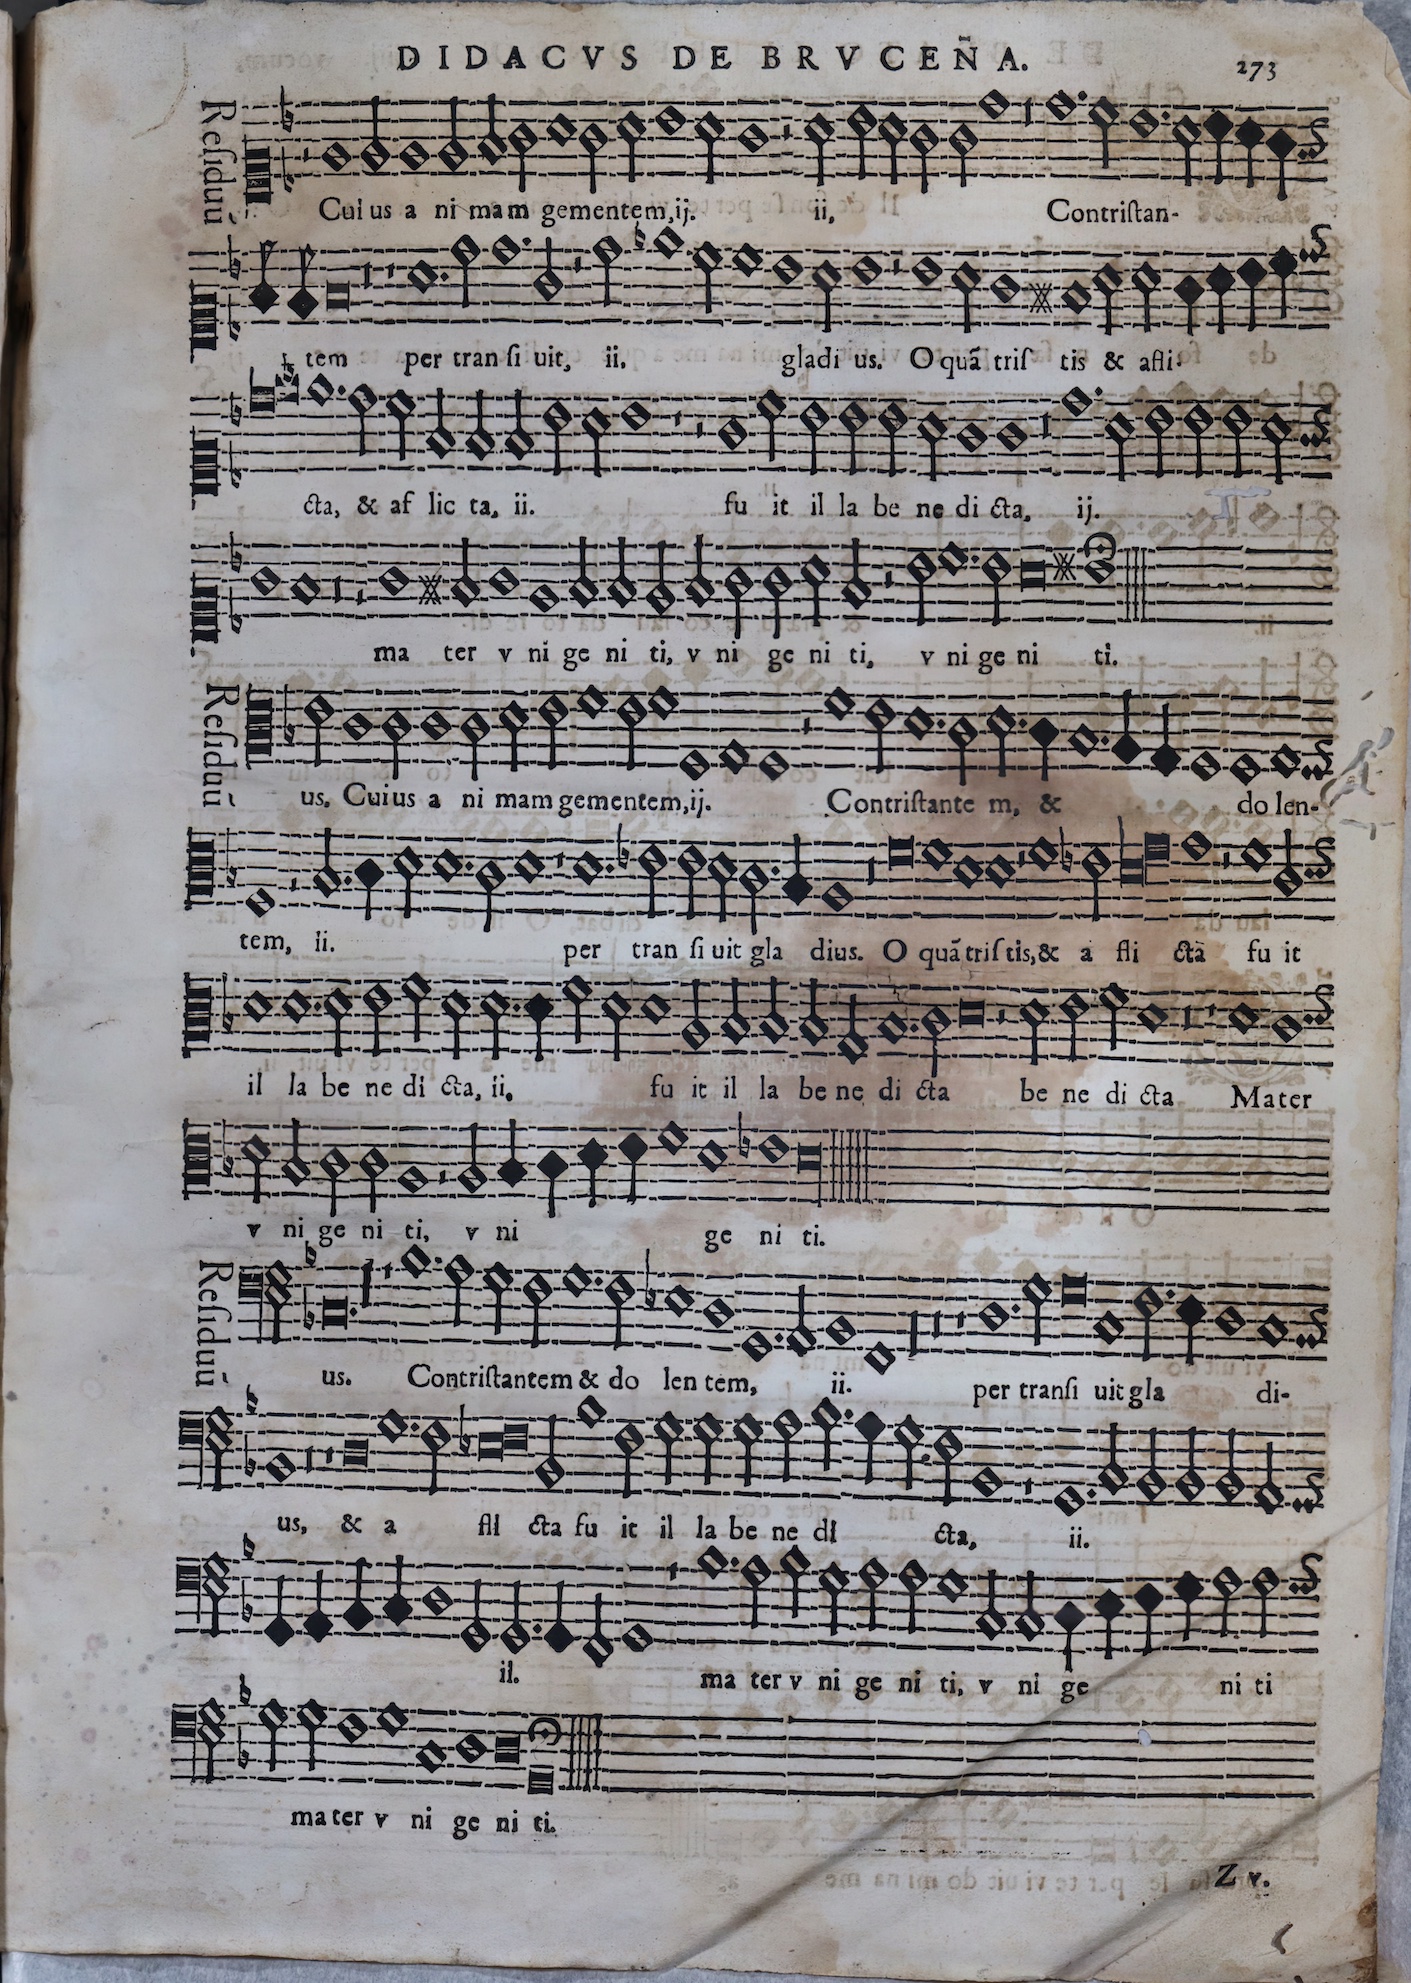 DIDACVS DE BRVCEÑA.
273
Reſiduũ
Cui us a ni mam gementem,ij. ii, Contriſtan-
tem per tran ſi uit, ii. gladi us. O quã triſ tis & afli-
cta, & af lic ta, ii. fu it il la be ne di cta, ij.
ma ter v ni ge ni ti, v ni ge ni ti, v ni ge ni ti.
Reſiduũ
us. Cui us a ni mam gementem,ij. Contriſtante m, & do len-
tem, ii. per tran ſi uit gla dius. O quã triſ tis,& a fli cta fu it
il la be ne di cta, ii. fu it il la be ne di cta be ne di cta Mater
v ni ge ni ti, v ni ge ni ti.
Reſiduũ
us. Contriſtantem & do len tem, ii. per tranſi uit gla di-
us, & a fli cta fu it il la be ne di cta, ii.
ii. ma ter v ni ge ni ti, v ni ge ni ti
ma ter v ni ge ni ti.
Z v.